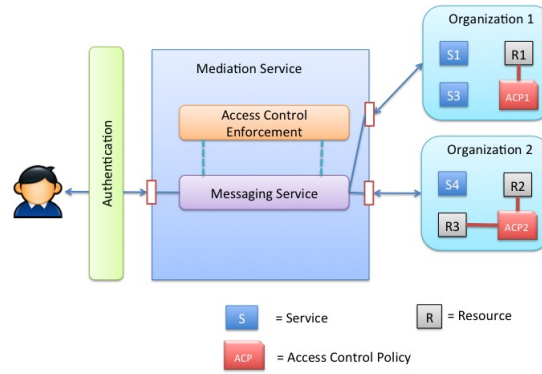 Organization 1
S1
R1
S3
ACP1
Mediation Service
Access Control
Enforcement
Authentication
Messaging Service
Organization 2
S4
R2
R3
ACP2
S = Service
R = Resource
ACP = Access Control Policy